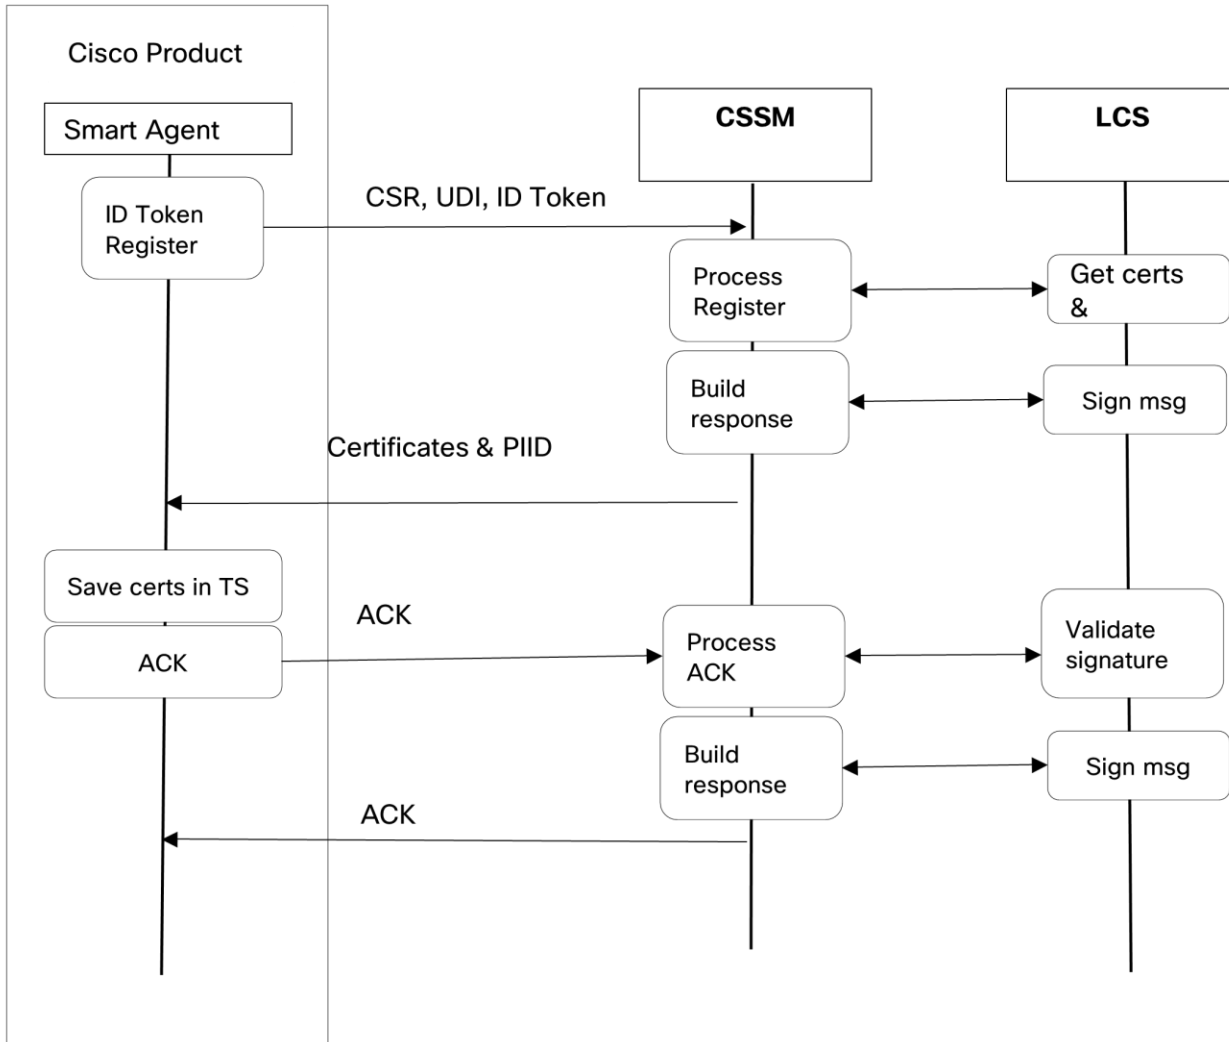 Cisco Product
Smart Agent
CSSM
LCS
ID Token
Register
CSR, UDI, ID Token
Process
Register
Get certs
&
Build
response
Sign msg
Certificates & PIID
Save certs in TS
ACK
ACK
Process
ACK
Validate
signature
Build
response
Sign msg
ACK